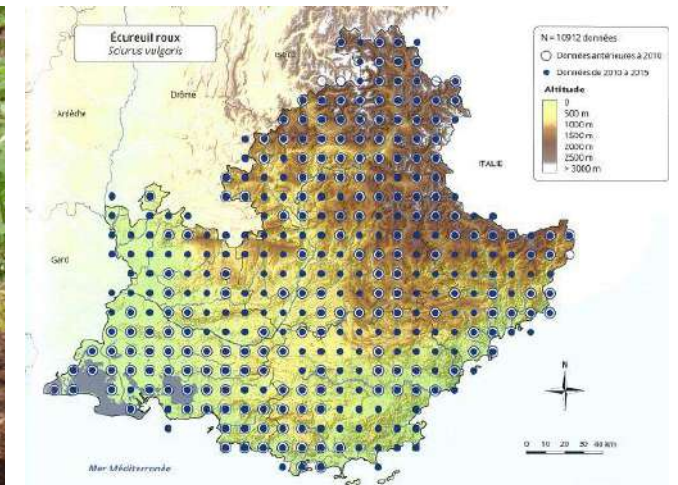 Écureuil roux
Sciurus vulgaris
N = 10912 données
Données antérieures à 2010
Données de 2010 à 2015
Altitude
0
500 m
1000 m
1500 m
2000 m
2500 m
> 3000 m
Isère
Drôme
Ardèche
ITALIE
Gard
N
0 10 20 30 40 km
Mer Méditerranée